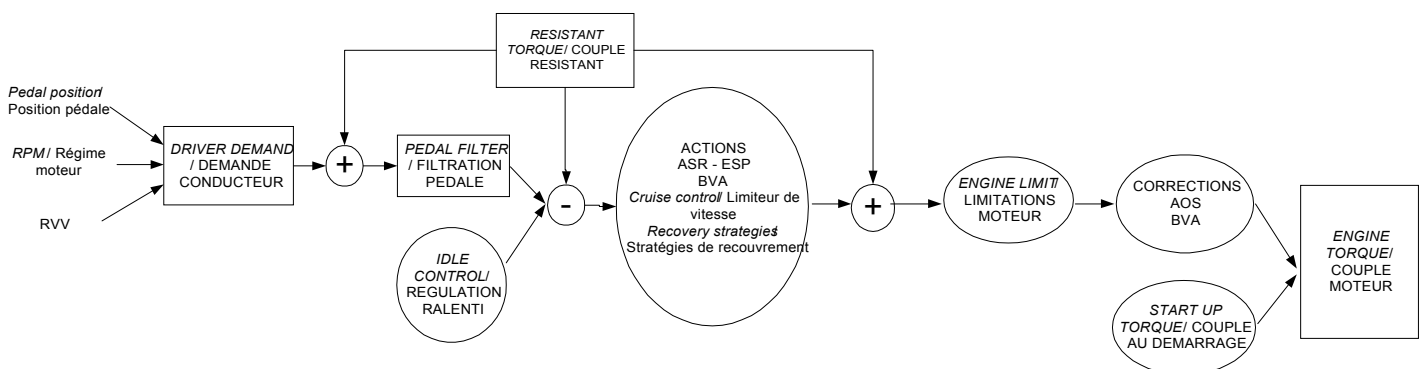 RESISTANT
TORQUE/ COUPLE
RESISTANT
Pedal position/
Position pédale
RPM / Régime
moteur
RVV
DRIVER DEMAND
/ DEMANDE
CONDUCTEUR
+
PEDAL FILTER
/ FILTRATION
PEDALE
IDLE
CONTROL/
REGULATION
RALENTI
-
ACTIONS
ASR - ESP
BVA
Cruise control/ Limiteur de
vitesse
Recovery strategies/
Stratégies de recouvrement
+
ENGINE LIMIT/
LIMITATIONS
MOTEUR
CORRECTIONS
AOS
BVA
START UP
TORQUE/ COUPLE
AU DEMARRAGE
ENGINE
TORQUE/
COUPLE
MOTEUR